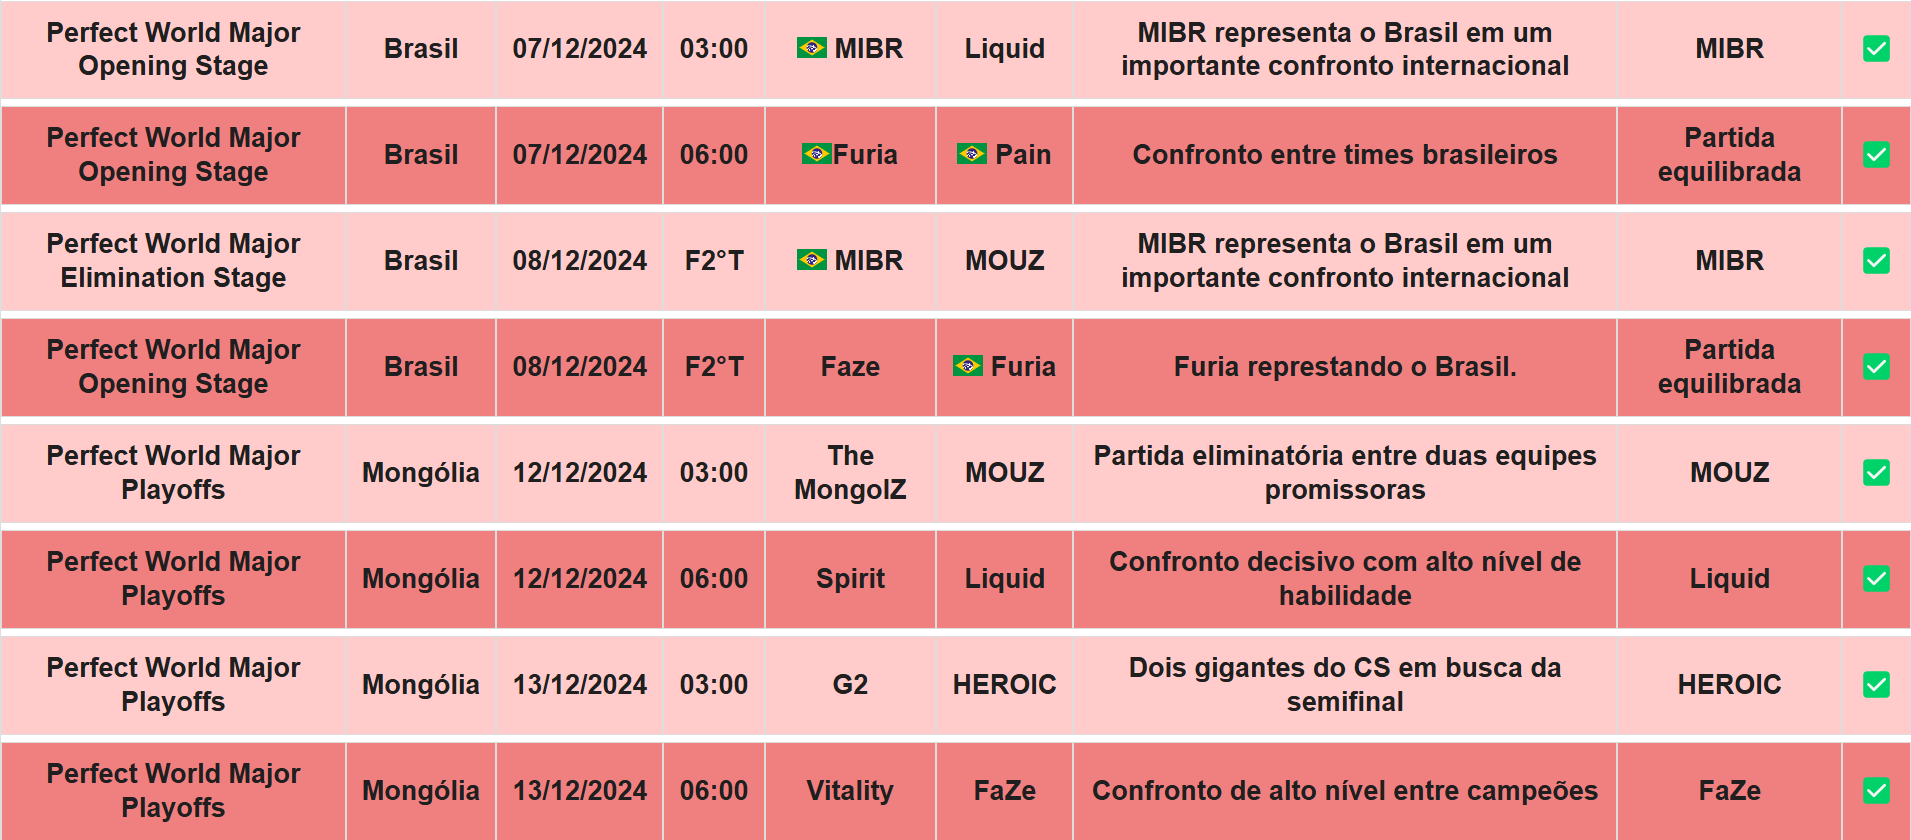 Perfect World Major
Opening Stage
Brasil
07/12/2024
03:00
MIBR
Liquid
MIBR representa o Brasil em um
importante confronto internacional
MIBR
Perfect World Major
Opening Stage
Brasil
07/12/2024
06:00
Furia
Pain
Confronto entre times brasileiros
Partida
equilibrada
Perfect World Major
Elimination Stage
Brasil
08/12/2024
F2°T
MIBR
MOUZ
MIBR representa o Brasil em um
importante confronto internacional
MIBR
Perfect World Major
Opening Stage
Brasil
08/12/2024
F2°T
Faze
Furia
Furia represtando o Brasil.
Partida
equilibrada
Perfect World Major
Playoffs
Mongólia
12/12/2024
03:00
The
MongolZ
MOUZ
Partida eliminatória entre duas equipes
promissoras
MOUZ
Perfect World Major
Playoffs
Mongólia
12/12/2024
06:00
Spirit
Liquid
Confronto decisivo com alto nível de
habilidade
Liquid
Perfect World Major
Playoffs
Mongólia
13/12/2024
03:00
G2
HEROIC
Dois gigantes do CS em busca da
semifinal
HEROIC
Perfect World Major
Playoffs
Mongólia
13/12/2024
06:00
Vitality
FaZe
Confronto de alto nível entre campeões
FaZe